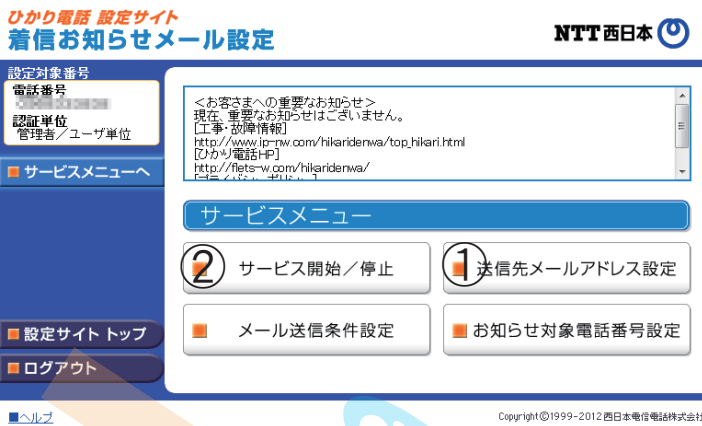 ひかり電話 設定サイト
着信お知らせメール設定
NTT西日本
設定対象番号
電話番号
認証単位
管理者／ユーザ単位
サービスメニューへ
<お客さまへの重要なお知らせ>
現在、重要なお知らせはございません。
[工事・故障情報]
http://www.ip-nw.com/hikaridenwa/top_hikari.html
[ひかり電話HP]
http://flets-w.com/hikaridenwa/
サービスメニュー
② サービス開始／停止
① 送信先メールアドレス設定
メール送信条件設定
お知らせ対象電話番号設定
設定サイト トップ
ログアウト
ヘルプ
Copyright©1999-2012 西日本電信電話株式会社